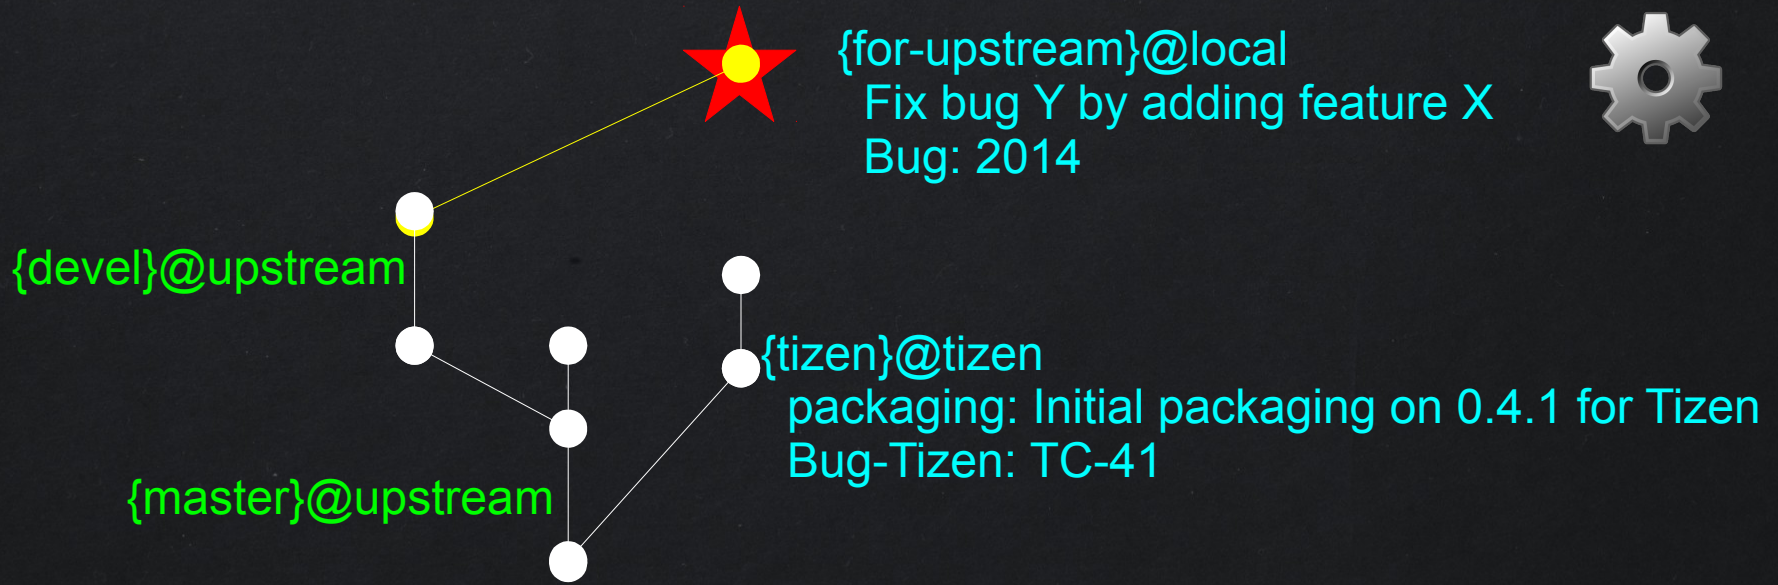 {for-upstream}@local
Fix bug Y by adding feature X
Bug: 2014
{devel}@upstream
{tizen}@tizen
packaging: Initial packaging on 0.4.1 for Tizen
Bug-Tizen: TC-41
{master}@upstream